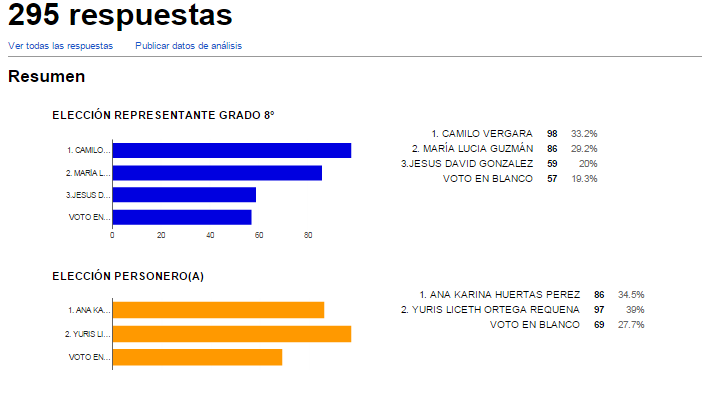 295 respuestas
Ver todas las respuestas Publicar datos de análisis
Resumen
ELECCIÓN REPRESENTANTE GRADO 8º
1. CAMILO...
2. MARÍA L...
3.JESUS D...
VOTO EN...
0 20 40 60 80
1. CAMILO VERGARA 98 33.2%
2. MARÍA LUCIA GUZMÁN 86 29.2%
3.JESUS DAVID GONZALEZ 59 20%
VOTO EN BLANCO 57 19.3%
ELECCIÓN PERSONERO(A)
1. ANA KA...
2. YURIS LI...
VOTO EN...
1. ANA KARINA HUERTAS PEREZ 86 34.5%
2. YURIS LICETH ORTEGA REQUENA 97 39%
VOTO EN BLANCO 69 27.7%